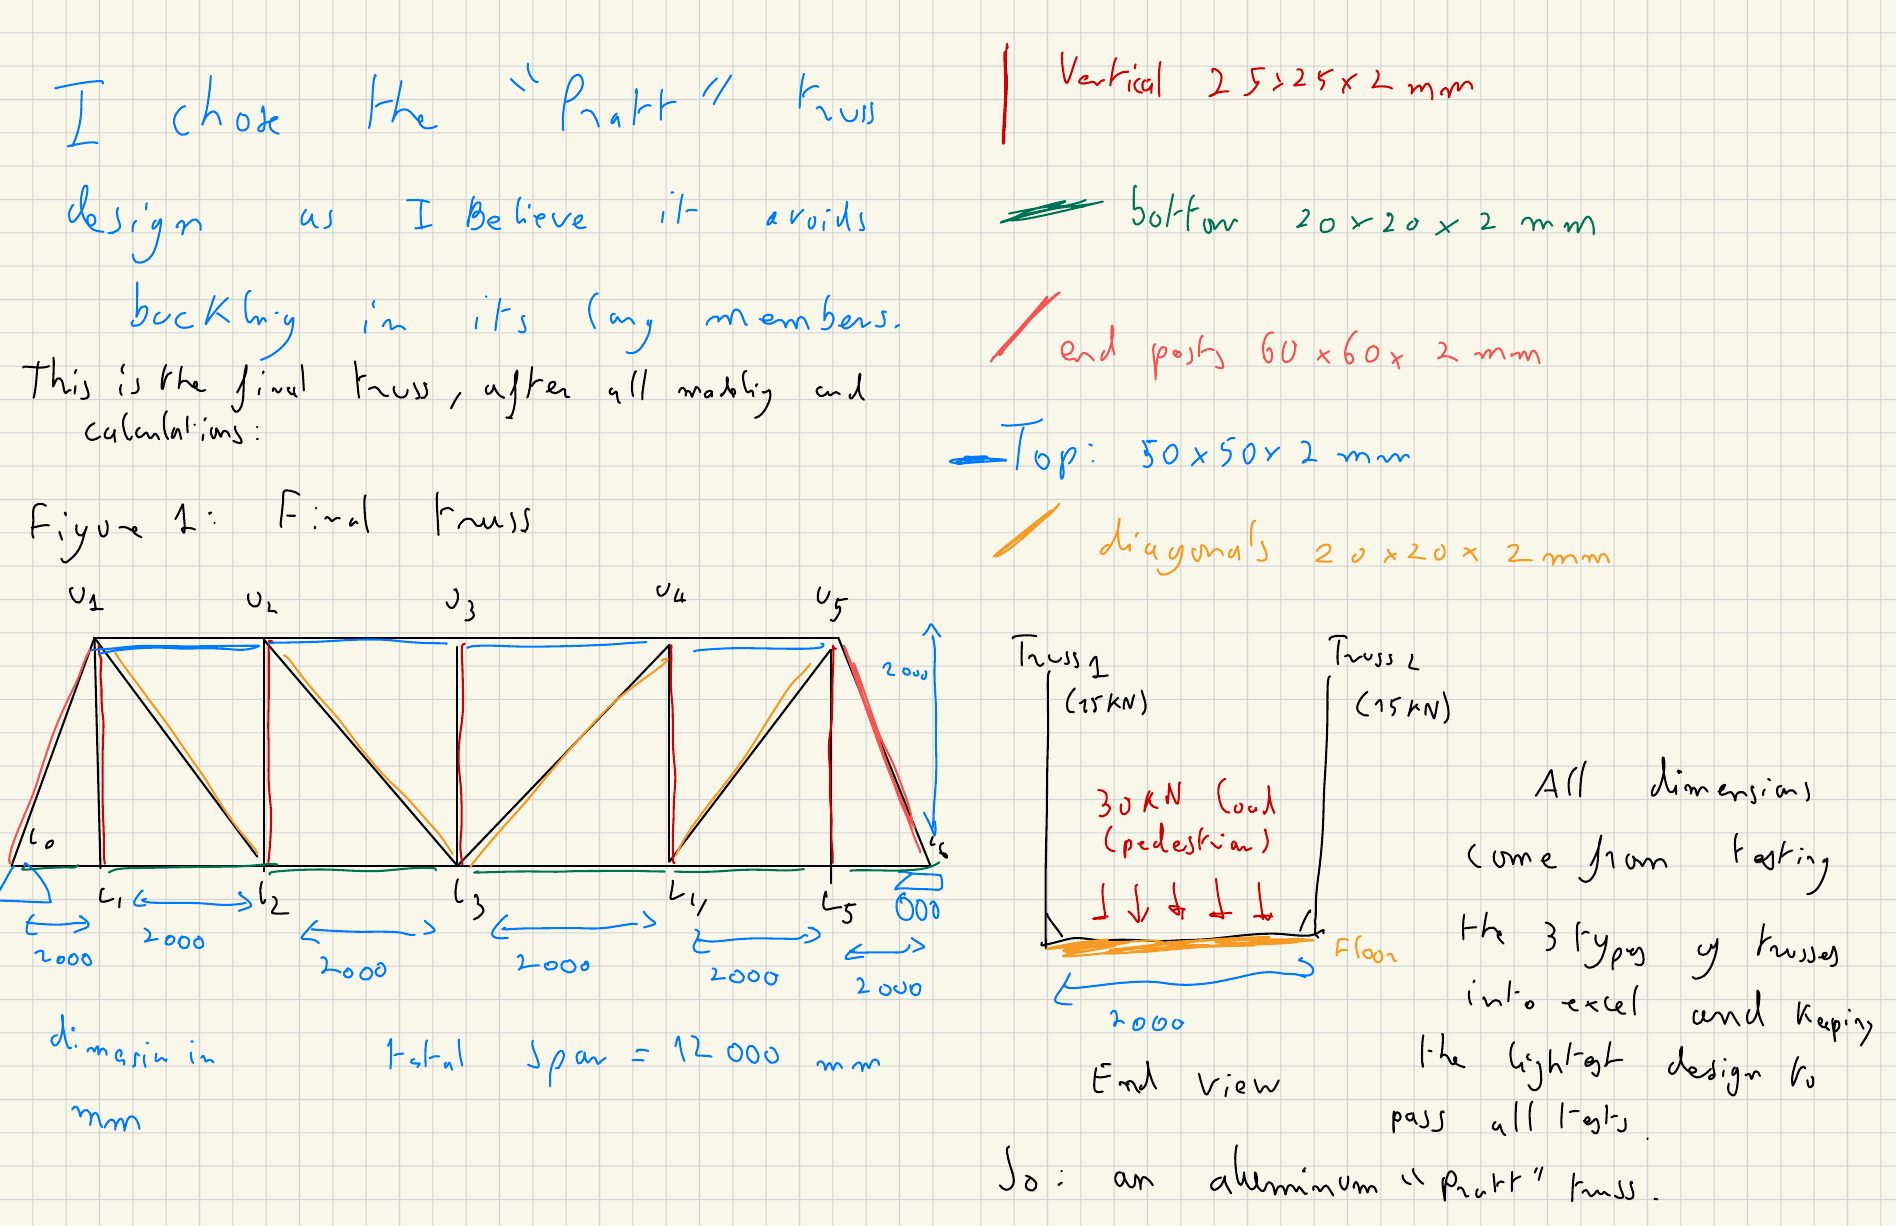 I chose the "Pratt" truss
design as I Believe it avoids
buckling in its long members.
This is the final truss, after all and
calculations:
Figure 1: Final truss
Vertical 25x25x2 mm
bottom 20x20x2 mm
end posts 60x60x2 mm
Top: 50x50x2 mm
diagonals 20x20x2 mm
U1 U2 U3 U4 U5
2000
L0 L6
L1 L2 L3 L4 L5
2000 2000 2000 2000 2000 2000
in total span = 12 000 mm
mm
Truss 1 Truss 2
(15kN) (15kN)
30kN load
(pedestrian)
Floor
2000
End view
All dimensions
come from testing
the 3 types of trusses
into excel and keeping
the lightest design to
pass all tests.
So: an aluminum "Pratt" truss.